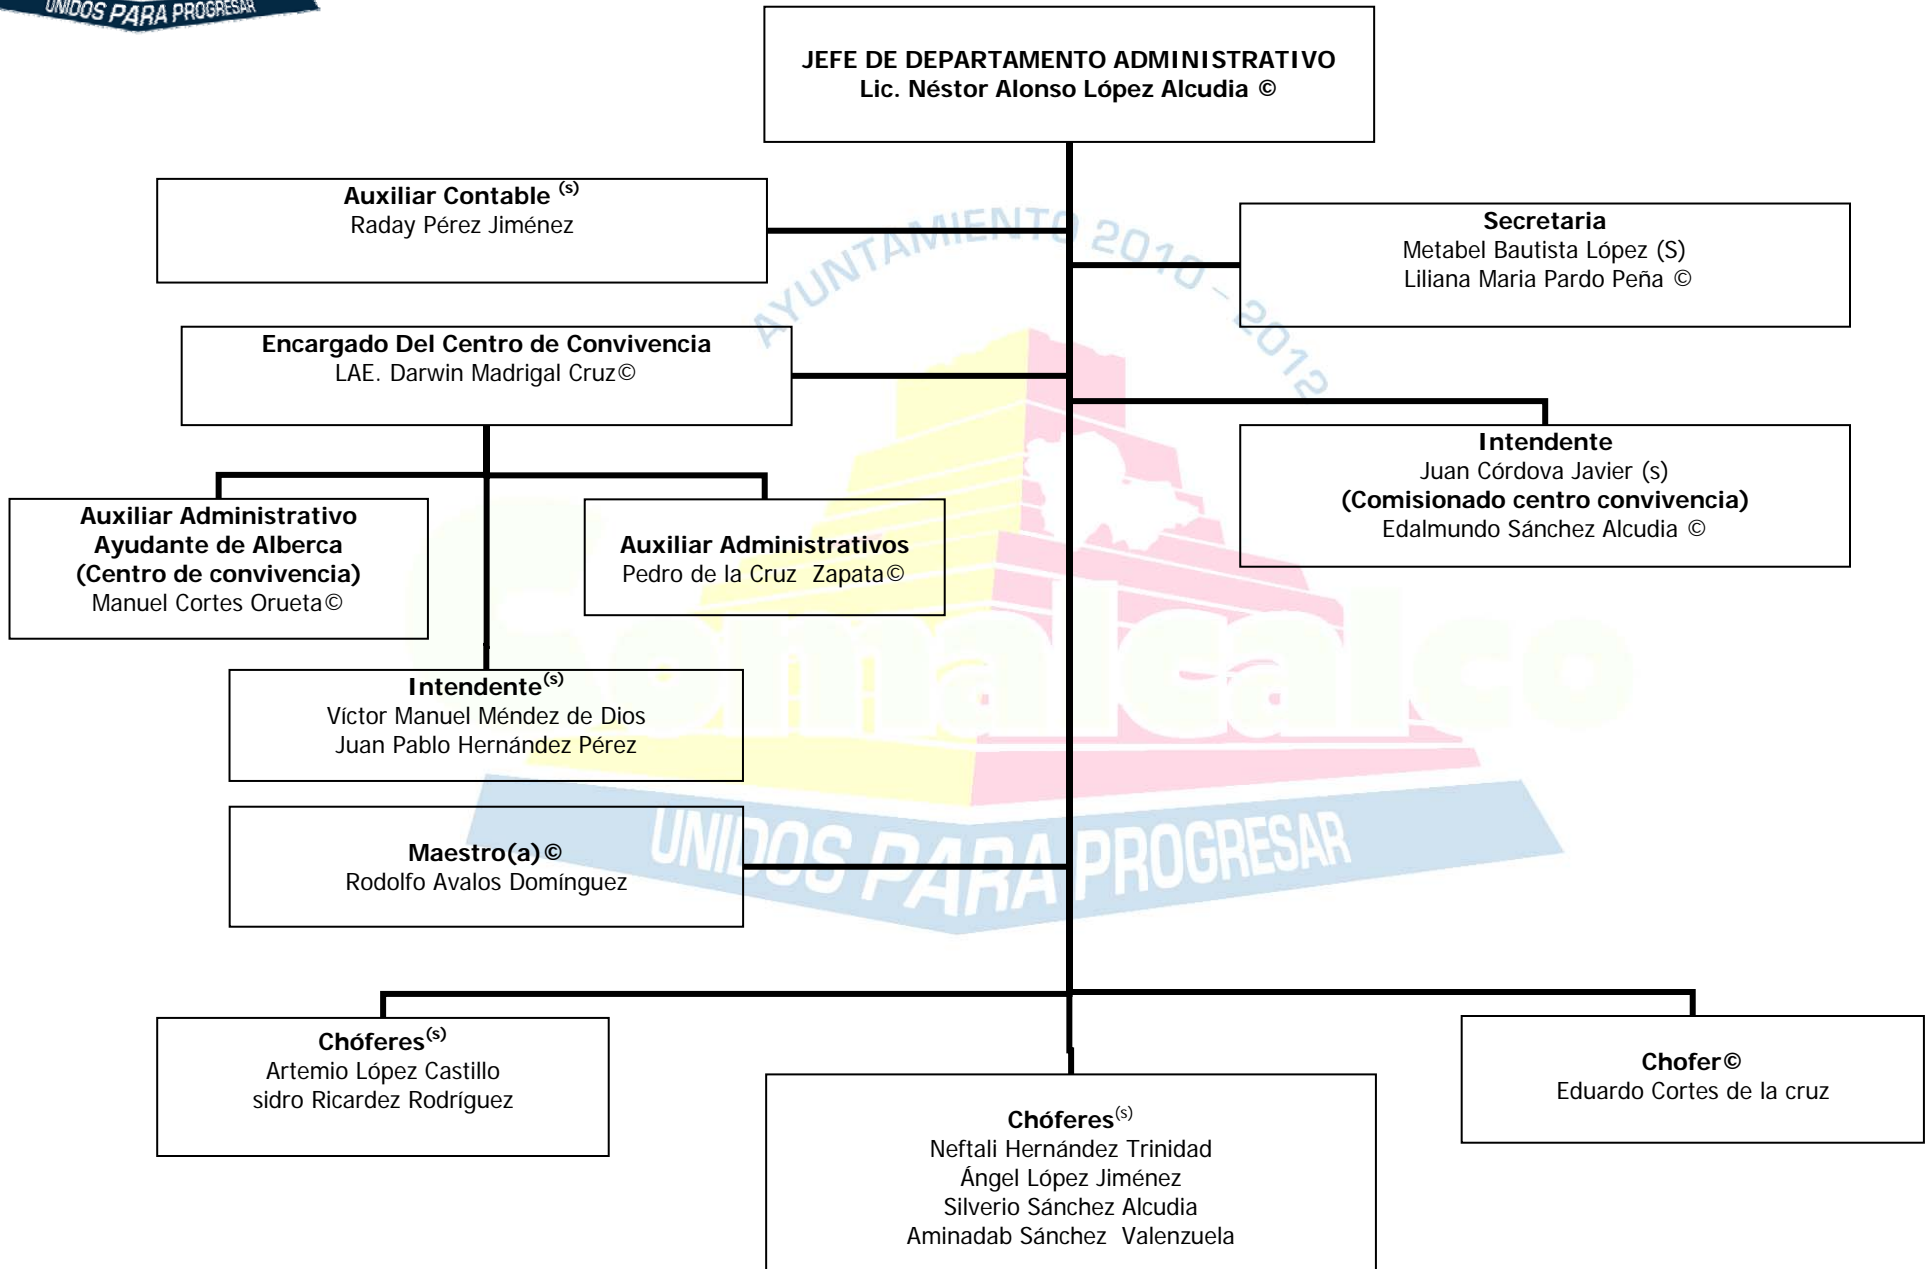 UNIDOS PARA PROGRESAR
JEFE DE DEPARTAMENTO ADMINISTRATIVO
Lic. Néstor Alonso López Alcudia ©
Auxiliar Contable (s)
Raday Pérez Jiménez
Secretaria
Metabel Bautista López (S)
Liliana Maria Pardo Peña ©
AYUNTAMIENTO 2010 - 2012
Encargado Del Centro de Convivencia
LAE. Darwin Madrigal Cruz©
Intendente
Juan Córdova Javier (s)
(Comisionado centro convivencia)
Edalmundo Sánchez Alcudia ©
Auxiliar Administrativo
Ayudante de Alberca
(Centro de convivencia)
Manuel Cortes Orueta©
Auxiliar Administrativos
Pedro de la Cruz  Zapata©
Comalcalco
Intendente(s)
Víctor Manuel Méndez de Dios
Juan Pablo Hernández Pérez
UNIDOS PARA PROGRESAR
Maestro(a)©
Rodolfo Avalos Domínguez
Chóferes(s)
Artemio López Castillo
sidro Ricardez Rodríguez
Chóferes(s)
Neftali Hernández Trinidad
Ángel López Jiménez
Silverio Sánchez Alcudia
Aminadab Sánchez  Valenzuela
Chofer©
Eduardo Cortes de la cruz